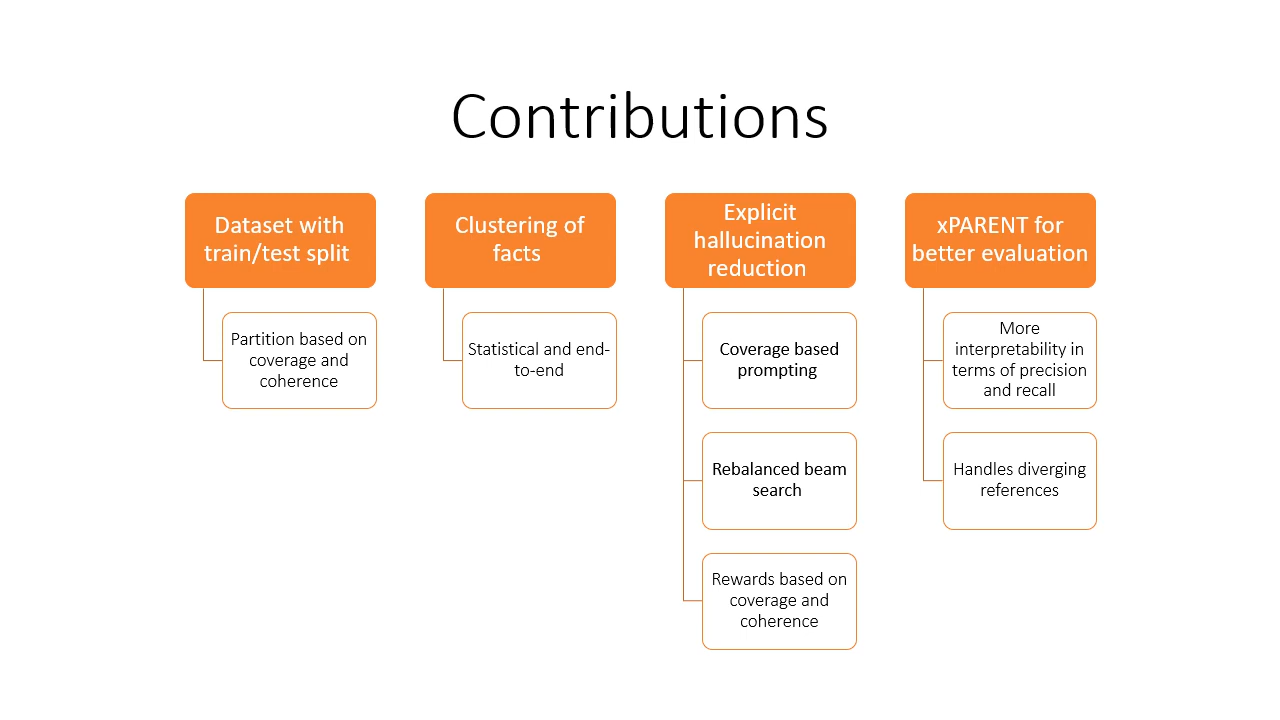 Contributions
Dataset with
train/test split
Partition based on
coverage and
coherence
Clustering of
facts
Statistical and end-
to-end
Explicit
hallucination
reduction
Coverage based
prompting
Rebalanced beam
search
Rewards based on
coverage and
coherence
xPARENT for
better evaluation
More
interpretability in
terms of precision
and recall
Handles diverging
references